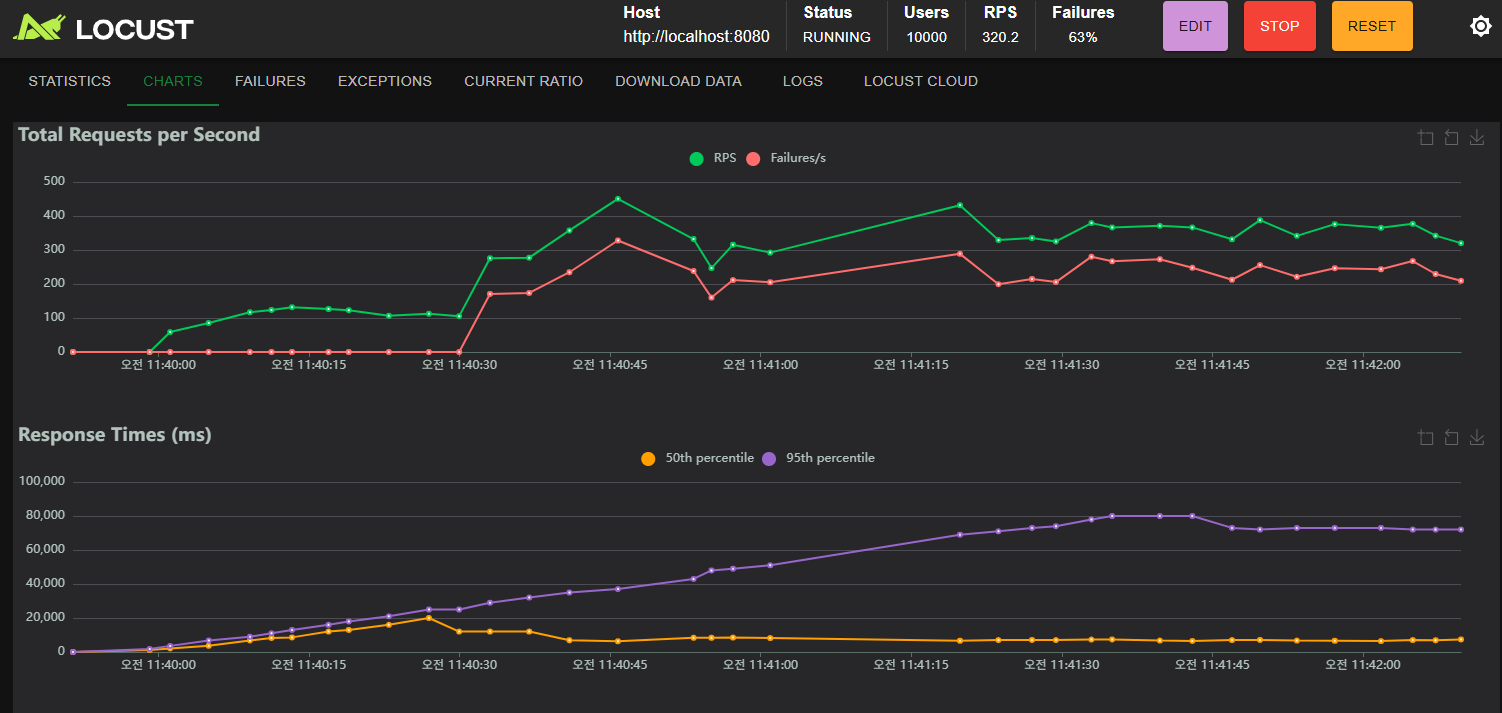 LOCUST
Host
http://localhost:8080
Status
RUNNING
Users
10000
RPS
320.2
Failures
63%
EDIT
STOP
RESET
STATISTICS CHARTS FAILURES EXCEPTIONS CURRENT RATIO DOWNLOAD DATA LOGS LOCUST CLOUD
Total Requests per Second
RPS Failures/s
500
400
300
200
100
0
오전 11:40:00 오전 11:40:15 오전 11:40:30 오전 11:40:45 오전 11:41:00 오전 11:41:15 오전 11:41:30 오전 11:41:45 오전 11:42:00
Response Times (ms)
50th percentile 95th percentile
100,000
80,000
60,000
40,000
20,000
0
오전 11:40:00 오전 11:40:15 오전 11:40:30 오전 11:40:45 오전 11:41:00 오전 11:41:15 오전 11:41:30 오전 11:41:45 오전 11:42:00